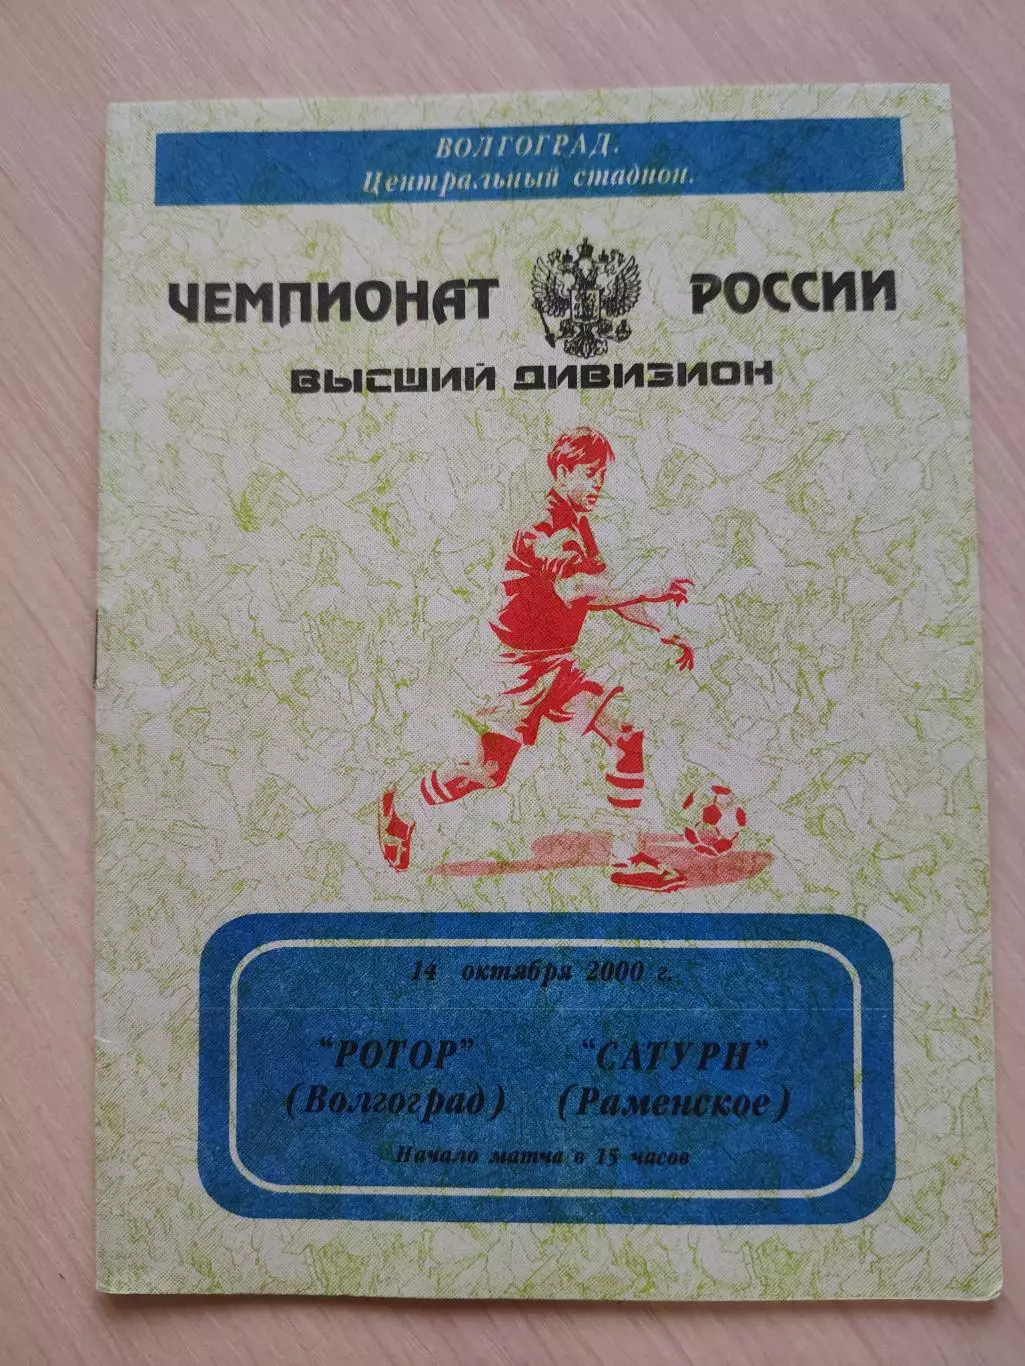 ВОЛГОГРАД.
Центральный стадион.
ЧЕМПИОНАТ РОССИИ
ВЫСШИЙ ДИВИЗИОН
14 октября 2000 г.
"РОТОР" "САТУРН"
(Волгоград) (Раменское)
Начало матча в 15 часов